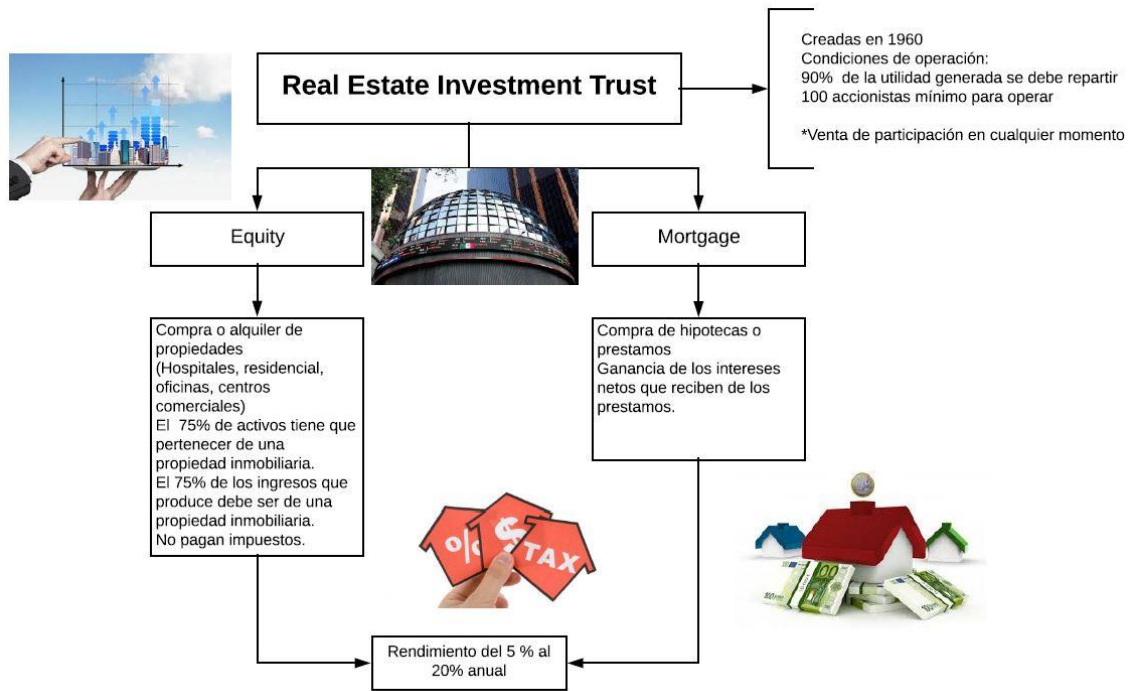 Real Estate Investment Trust
Creadas en 1960
Condiciones de operación:
90% de la utilidad generada se debe repartir
100 accionistas mínimo para operar
*Venta de participación en cualquier momento
Equity
Mortgage
Compra o alquiler de
propiedades
(Hospitales, residencial,
oficinas, centros
comerciales)
El 75% de activos tiene que
pertenecer de una
propiedad inmobiliaria.
El 75% de los ingresos que
produce debe ser de una
propiedad inmobiliaria.
No pagan impuestos.
Compra de hipotecas o
prestamos
Ganancia de los intereses
netos que reciben de los
prestamos.
% $ TAX
100
Rendimiento del 5 % al
20% anual